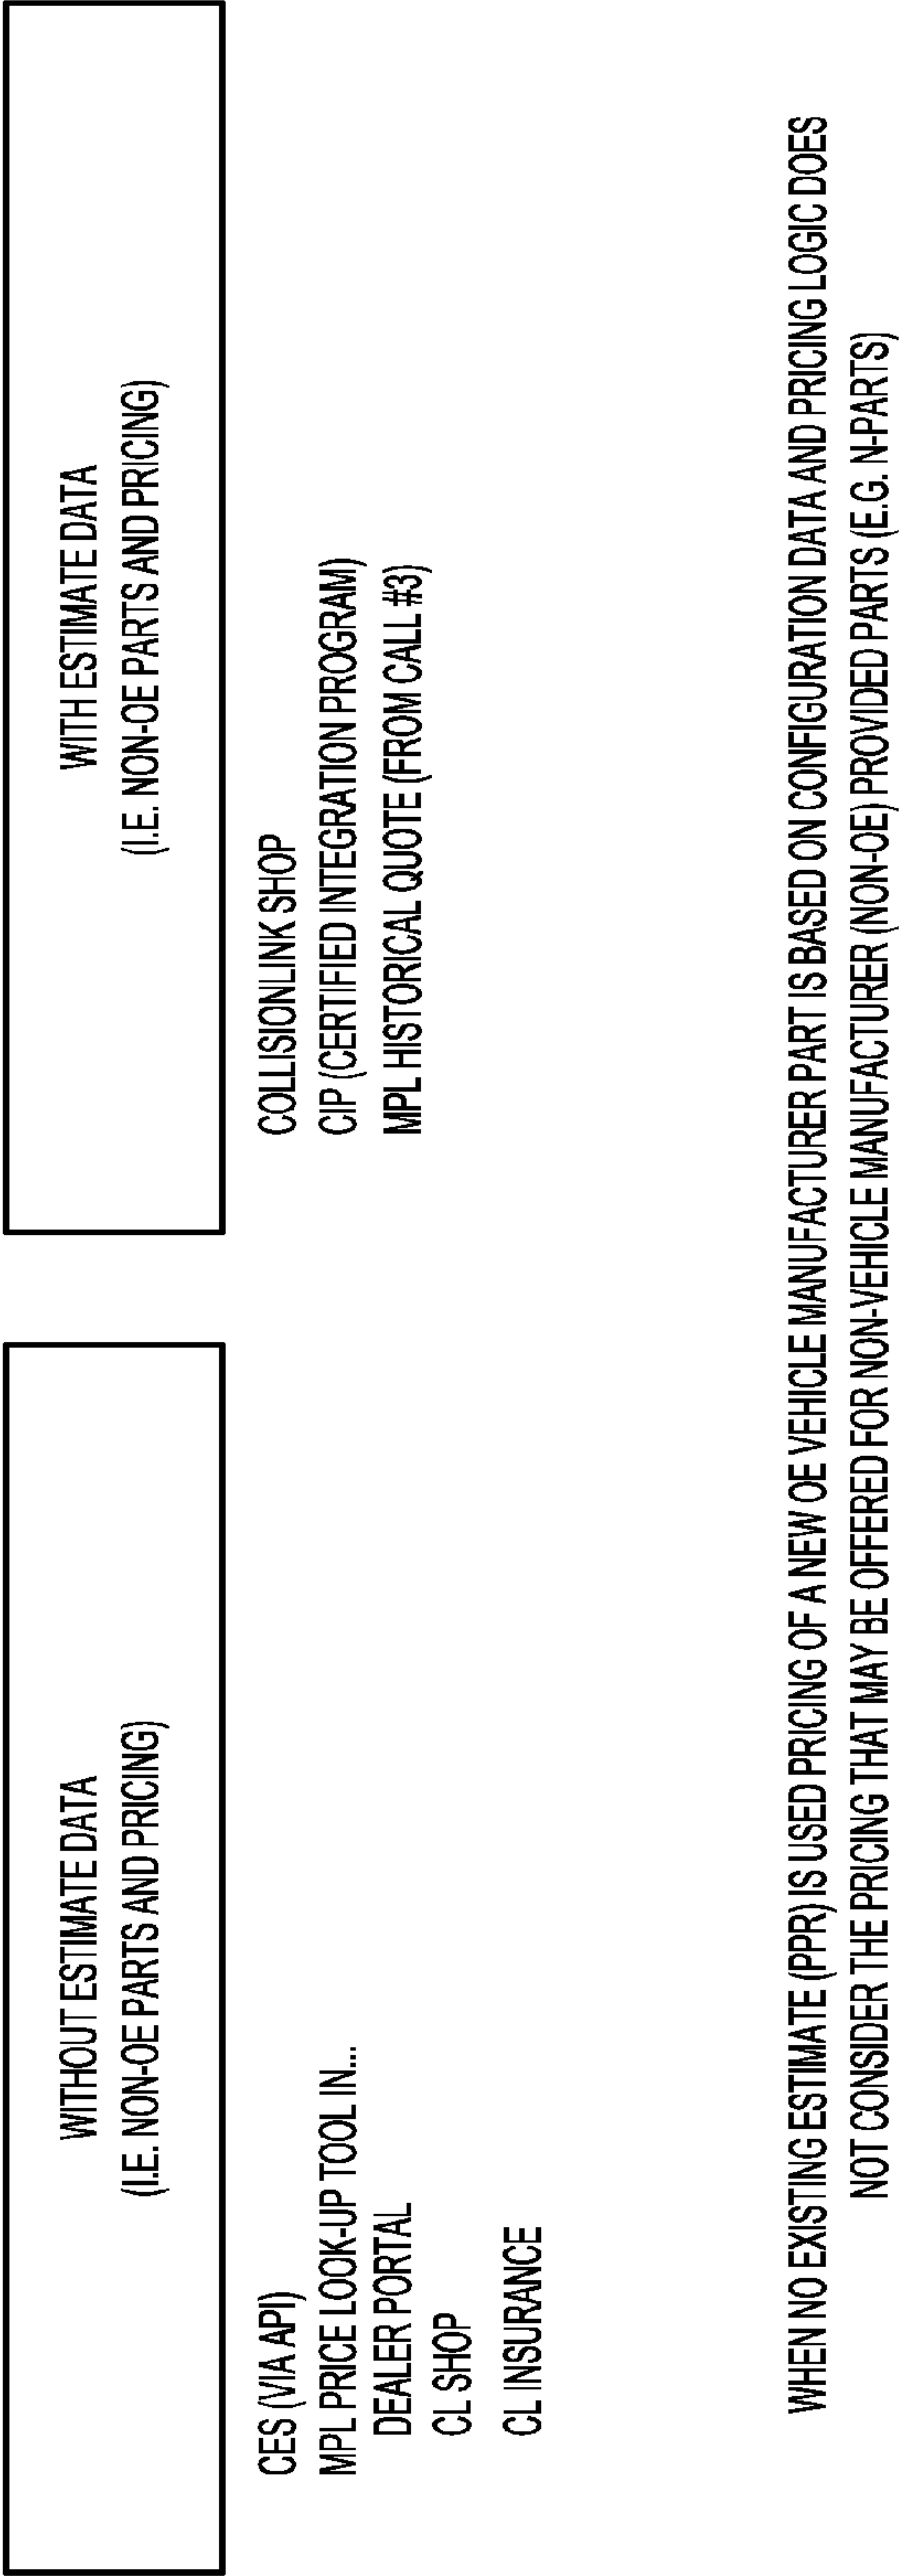 WITHOUT ESTIMATE DATA
(I.E. NON-OE PARTS AND PRICING)
CES (VIA API)
MPL PRICE LOOK-UP TOOL IN...
DEALER PORTAL
CL SHOP
CL INSURANCE
WITH ESTIMATE DATA
(I.E. NON-OE PARTS AND PRICING)
COLLISIONLINK SHOP
CIP (CERTIFIED INTEGRATION PROGRAM)
MPL HISTORICAL QUOTE (FROM CALL #3)
WHEN NO EXISTING ESTIMATE (PPR) IS USED PRICING OF A NEW OE VEHICLE MANUFACTURER PART IS BASED ON CONFIGURATION DATA AND PRICING LOGIC DOES
NOT CONSIDER THE PRICING THAT MAY BE OFFERED FOR NON-VEHICLE MANUFACTURER (NON-OE) PROVIDED PARTS (E.G. N-PARTS)